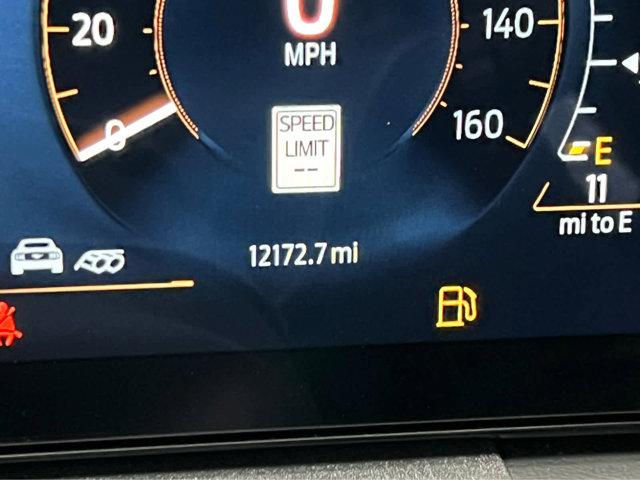 20
0
0
MPH
140
160
SPEED
LIMIT
--
E
11
mi to E
12172.7 mi